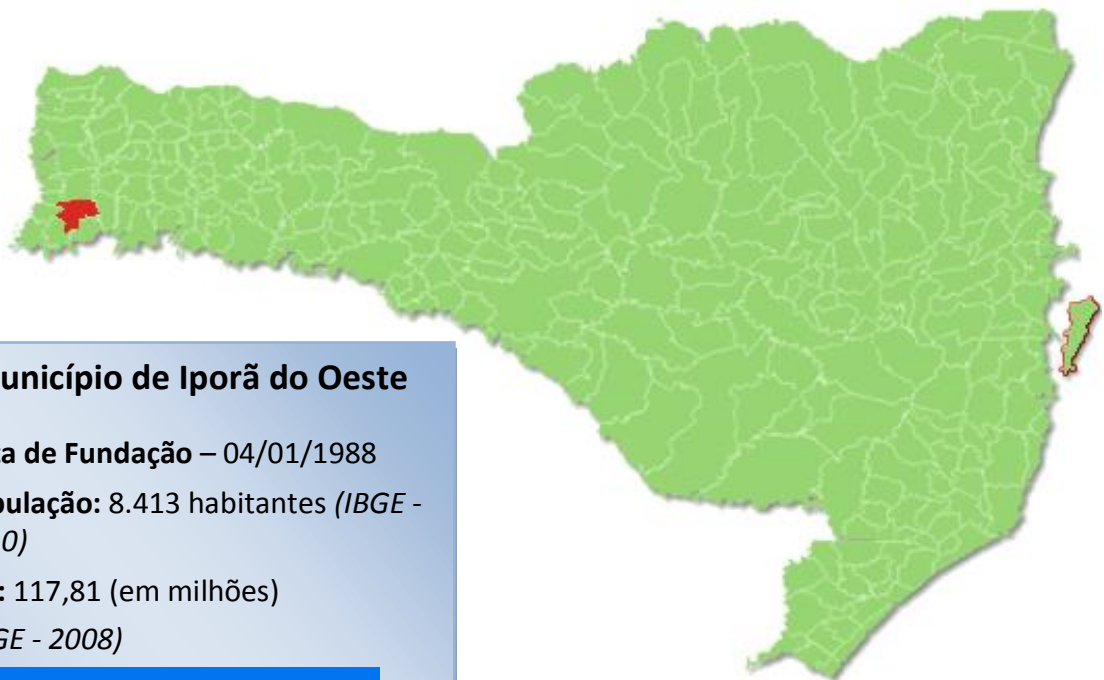 unicípio de Iporã do Oeste
a de Fundação – 04/01/1988
pulação: 8.413 habitantes (IBGE -
0)
: 117,81 (em milhões)
GE - 2008)